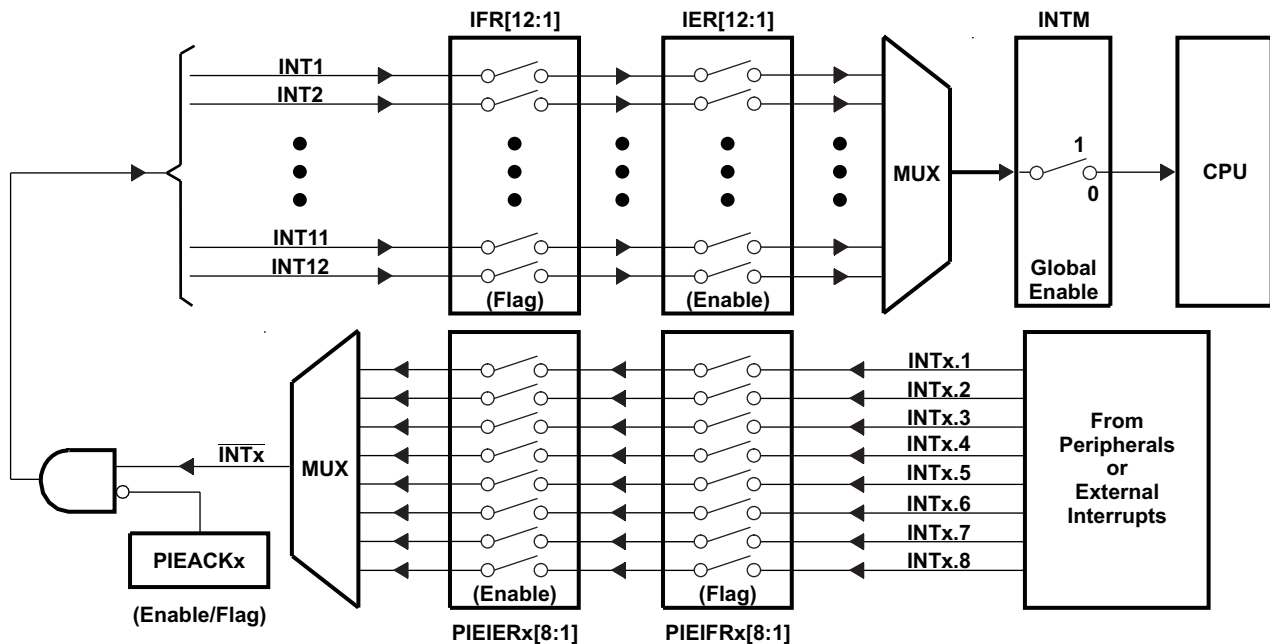 IFR[12:1]
IER[12:1]
INTM
INT1
INT2
INT11
INT12
(Flag)
(Enable)
MUX
1
0
Global
Enable
CPU
INTx
MUX
PIEACKx
(Enable/Flag)
(Enable)
PIEIERx[8:1]
(Flag)
PIEIFRx[8:1]
INTx.1
INTx.2
INTx.3
INTx.4
INTx.5
INTx.6
INTx.7
INTx.8
From
Peripherals
or
External
Interrupts